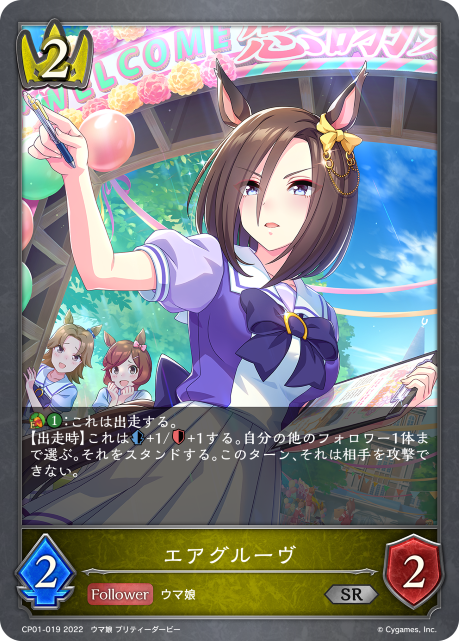 2
WELCOME
①:これは出走する。
【出走時】これは+1/+1する。自分の他のフォロワー1体ま
で選ぶ。それをスタンドする。このターン、それは相手を攻撃で
きない。
エアグルーヴ
2
Follower ウマ娘
SR
2
CP01-019 2022 ウマ娘 プリティーダービー
© Cygames, Inc.